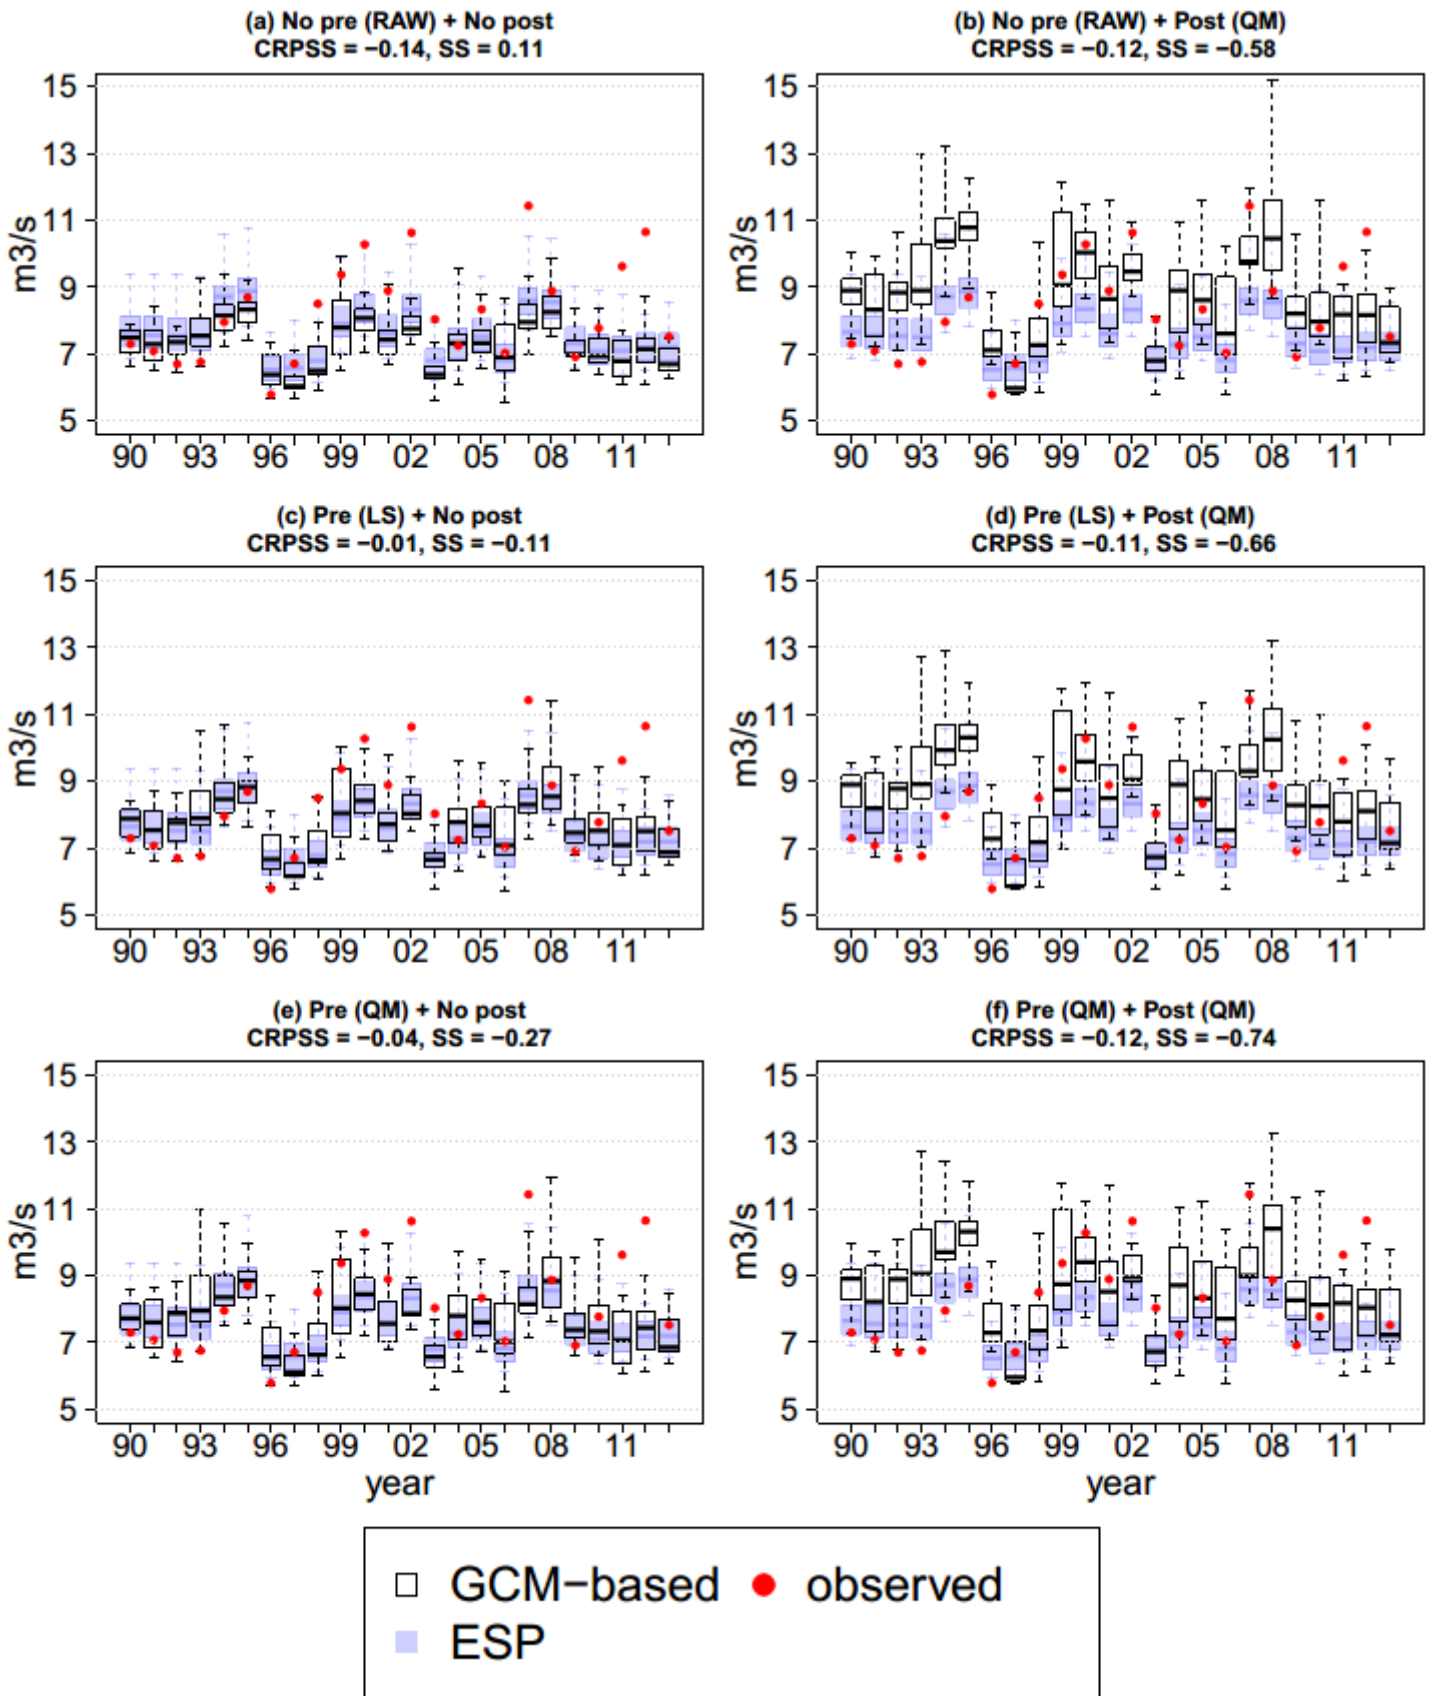 (a) No pre (RAW) + No post
CRPSS = −0.14, SS = 0.11
m3/s
15
13
11
9
7
5
90 93 96 99 02 05 08 11
(b) No pre (RAW) + Post (QM)
CRPSS = −0.12, SS = −0.58
m3/s
15
13
11
9
7
5
90 93 96 99 02 05 08 11
(c) Pre (LS) + No post
CRPSS = −0.01, SS = −0.11
m3/s
15
13
11
9
7
5
90 93 96 99 02 05 08 11
(d) Pre (LS) + Post (QM)
CRPSS = −0.11, SS = −0.66
m3/s
15
13
11
9
7
5
90 93 96 99 02 05 08 11
(e) Pre (QM) + No post
CRPSS = −0.04, SS = −0.27
m3/s
15
13
11
9
7
5
90 93 96 99 02 05 08 11
year
(f) Pre (QM) + Post (QM)
CRPSS = −0.12, SS = −0.74
m3/s
15
13
11
9
7
5
90 93 96 99 02 05 08 11
year
GCM−based observed
ESP